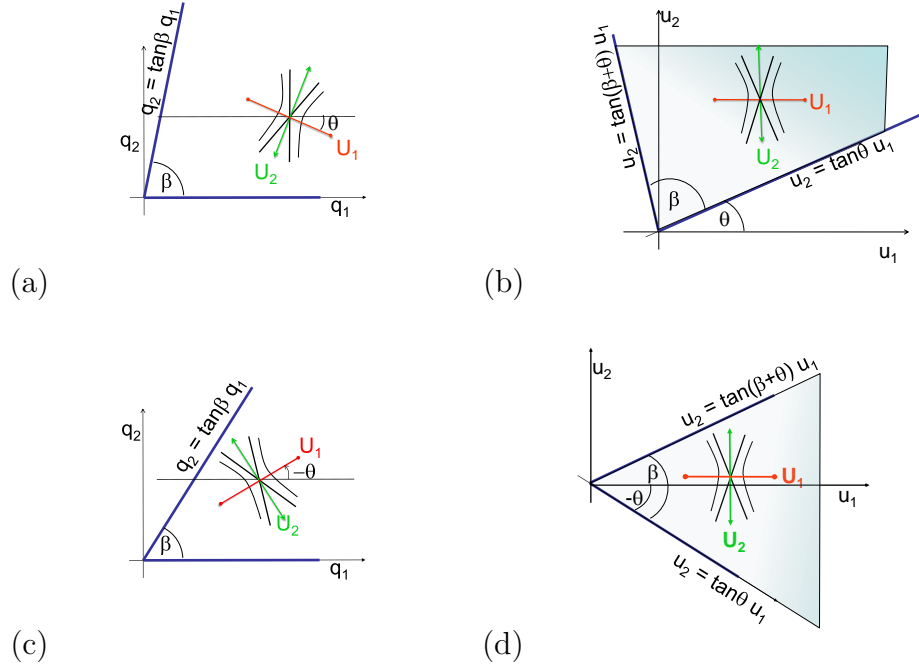 q₂ = tanβ q₁
q₂
U₁
θ
U₂
β
q₁
(a)
u₂
u₂ = tan(β+θ) u₁
U₁
U₂
u₂ = tanθ u₁
β
θ
u₁
(b)
q₂
q₂ = tanβ q₁
U₁
−θ
U₂
β
q₁
(c)
u₂
u₂ = tan(β+θ) u₁
β
-θ
U₁
u₁
U₂
u₂ = tanθ u₁
(d)